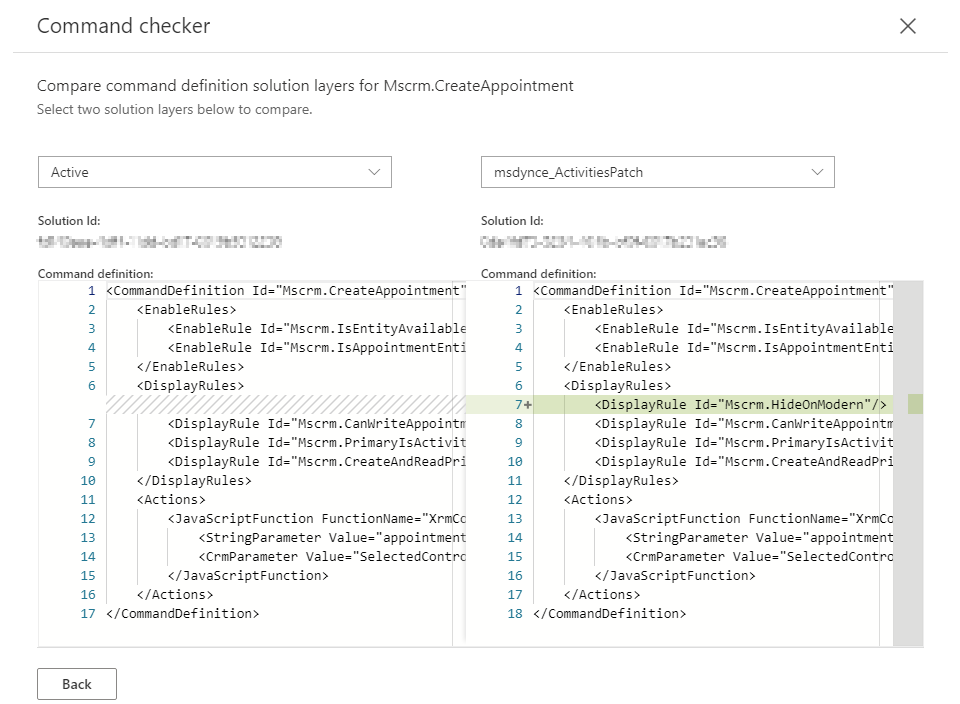 Command checker
Compare command definition solution layers for Mscrm.CreateAppointment
Select two solution layers below to compare.
Active
msdynce_ActivitiesPatch
Solution Id:
Solution Id:
Command definition:
Command definition:
1 <CommandDefinition Id="Mscrm.CreateAppointment"
2 <EnableRules>
3 <EnableRule Id="Mscrm.IsEntityAvailable
4 <EnableRule Id="Mscrm.IsAppointmentEnti
5 </EnableRules>
6 <DisplayRules>
7 <DisplayRule Id="Mscrm.CanWriteAppointm
8 <DisplayRule Id="Mscrm.PrimaryIsActivit
9 <DisplayRule Id="Mscrm.CreateAndReadPri
10 </DisplayRules>
11 <Actions>
12 <JavaScriptFunction FunctionName="XrmCo
13 <StringParameter Value="appointment
14 <CrmParameter Value="SelectedContro
15 </JavaScriptFunction>
16 </Actions>
17 </CommandDefinition>
1 <CommandDefinition Id="Mscrm.CreateAppointment"
2 <EnableRules>
3 <EnableRule Id="Mscrm.IsEntityAvailable
4 <EnableRule Id="Mscrm.IsAppointmentEnti
5 </EnableRules>
6 <DisplayRules>
7+ <DisplayRule Id="Mscrm.HideOnModern"/>
8 <DisplayRule Id="Mscrm.CanWriteAppointm
9 <DisplayRule Id="Mscrm.PrimaryIsActivit
10 <DisplayRule Id="Mscrm.CreateAndReadPri
11 </DisplayRules>
12 <Actions>
13 <JavaScriptFunction FunctionName="XrmCo
14 <StringParameter Value="appointment
15 <CrmParameter Value="SelectedContro
16 </JavaScriptFunction>
17 </Actions>
18 </CommandDefinition>
Back